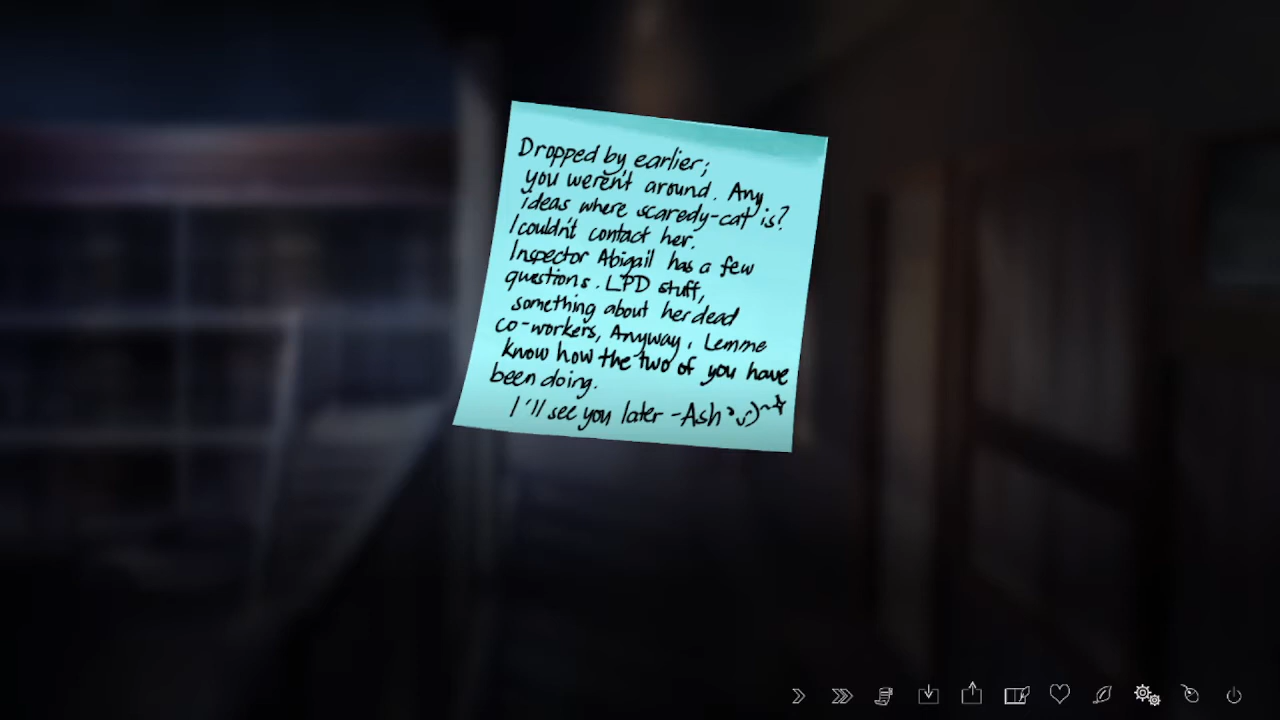 Dropped by earlier;
you weren't around. Any
ideas where scaredy-cat is?
I couldn't contact her.
Inspector Abigail has a few
questions. LPD stuff,
something about her dead
co-workers, Anyway, Lemme
know how the two of you have
been doing.
I'll see you later -Ash